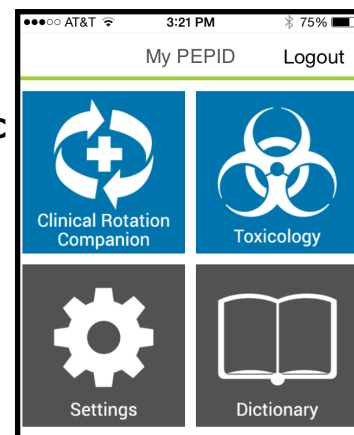 AT&T 3:21 PM 75%
My PEPID Logout
c
Clinical Rotation
Companion
Toxicology
Settings
Dictionary